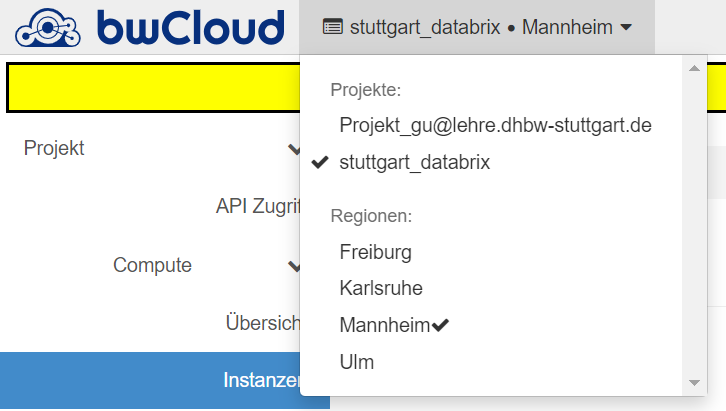 bwCloud
stuttgart_databrix • Mannheim
Projekte:
Projekt_gu@lehre.dhbw-stuttgart.de
stuttgart_databrix
Regionen:
Freiburg
Karlsruhe
Mannheim
Ulm
Projekt
API Zugrif
Compute
Übersich
Instanzen